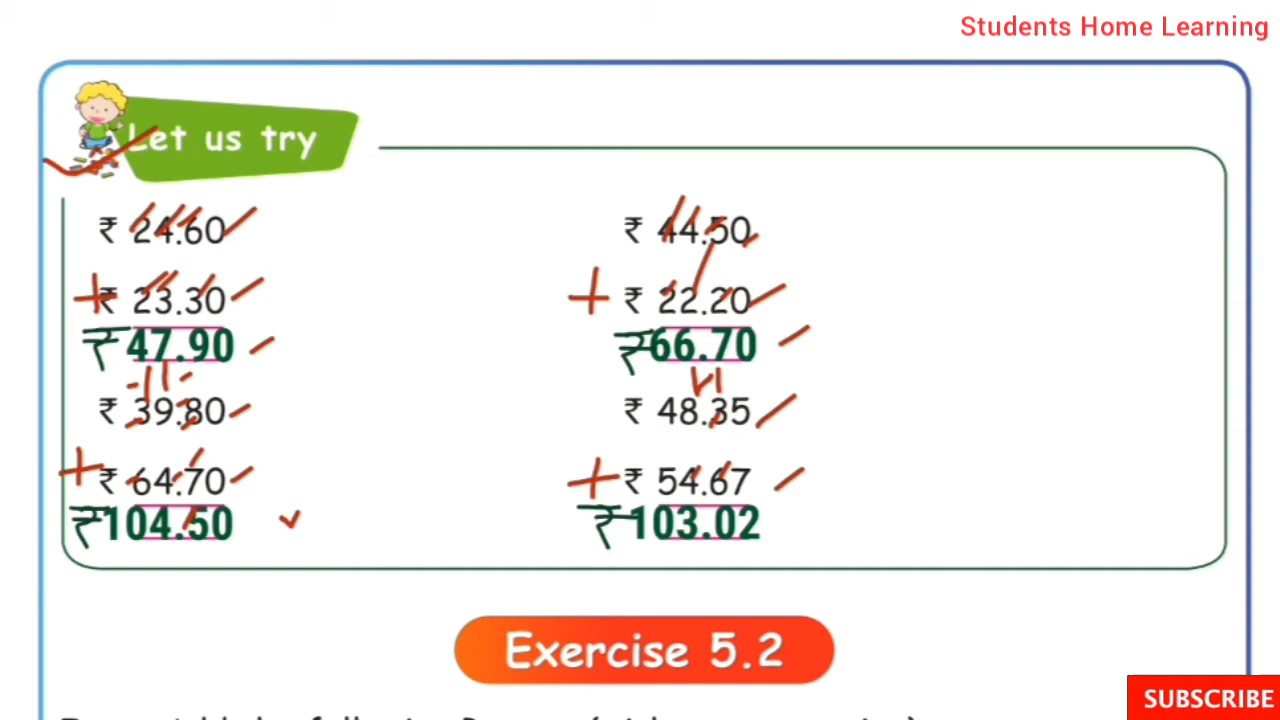 Students Home Learning
Let us try
₹ 24.60
+ ₹ 23.30
₹ 47.90
₹ 39.80
+ ₹ 64.70
₹ 104.50
₹ 44.50
+ ₹ 22.20
₹ 66.70
₹ 48.35
+ ₹ 54.67
₹ 103.02
Exercise 5.2
SUBSCRIBE